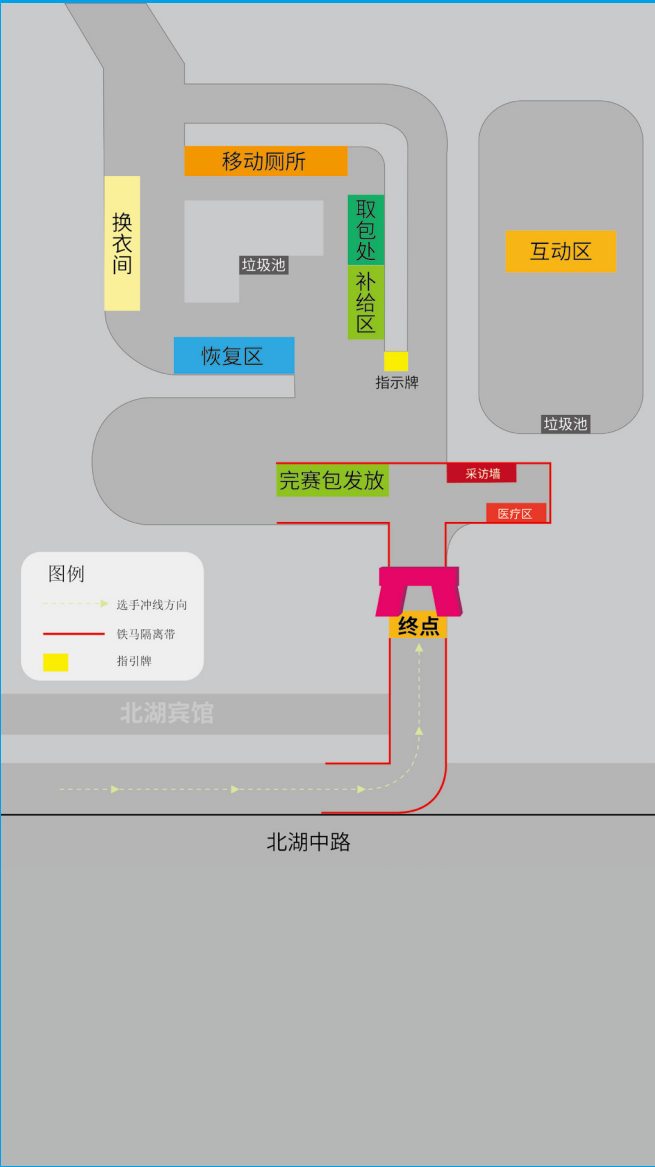 移动厕所
换衣间
取包处
互动区
垃圾池
补给区
恢复区
指示牌
垃圾池
完赛包发放
采访墙
医疗区
图例
选手冲线方向
铁马隔离带
指引牌
终点
北湖宾馆
北湖中路